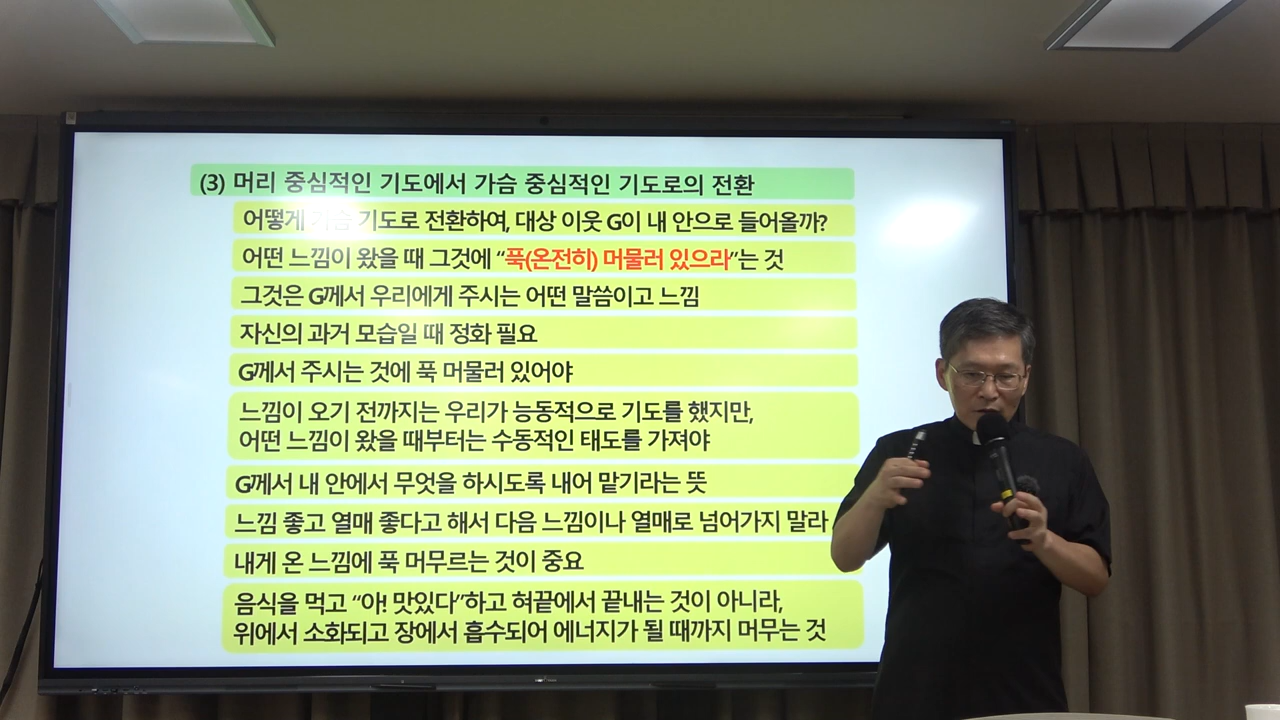 (3) 머리 중심적인 기도에서 가슴 중심적인 기도로의 전환
어떻게 가슴 기도로 전환하여, 대상 이웃 G이 내 안으로 들어올까?
어떤 느낌이 왔을 때 그것에 “푹(온전히) 머물러 있으라”는 것
그것은 G께서 우리에게 주시는 어떤 말씀이고 느낌
자신의 과거 모습일 때 정화 필요
G께서 주시는 것에 푹 머물러 있어야
느낌이 오기 전까지는 우리가 능동적으로 기도를 했지만,
어떤 느낌이 왔을 때부터는 수동적인 태도를 가져야
G께서 내 안에서 무엇을 하시도록 내어 맡기라는 뜻
느낌 좋고 열매 좋다고 해서 다음 느낌이나 열매로 넘어가지 말라
내게 온 느낌에 푹 머무르는 것이 중요
음식을 먹고 “아! 맛있다”하고 혀끝에서 끝내는 것이 아니라,
위에서 소화되고 장에서 흡수되어 에너지가 될 때까지 머무는 것